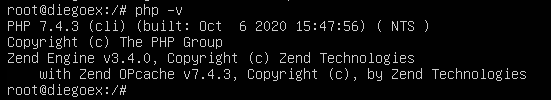 root@diegoex:/# php -v
PHP 7.4.3 (cli) (built: Oct  6 2020 15:47:56) ( NTS )
Copyright (c) The PHP Group
Zend Engine v3.4.0, Copyright (c) Zend Technologies
    with Zend OPcache v7.4.3, Copyright (c), by Zend Technologies
root@diegoex:/#